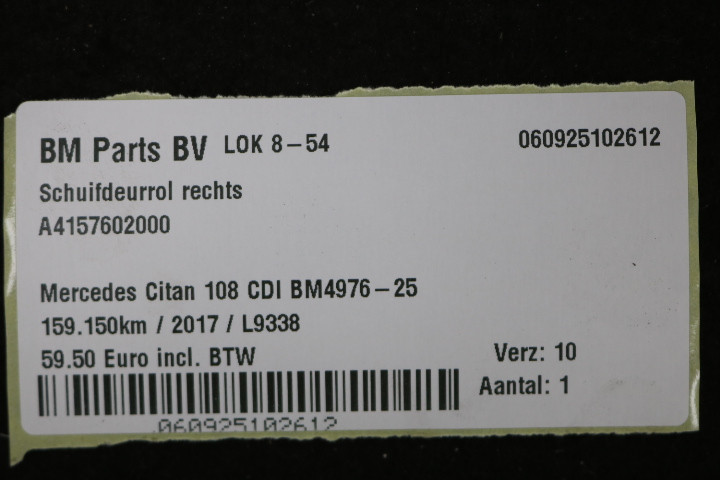 BM Parts BV LOK 8-54 060925102612
Schuifdeurrol rechts
A4157602000
Mercedes Citan 108 CDI BM4976-25
159.150km / 2017 / L9338
59.50 Euro incl. BTW Verz: 10
Aantal: 1
060925102612